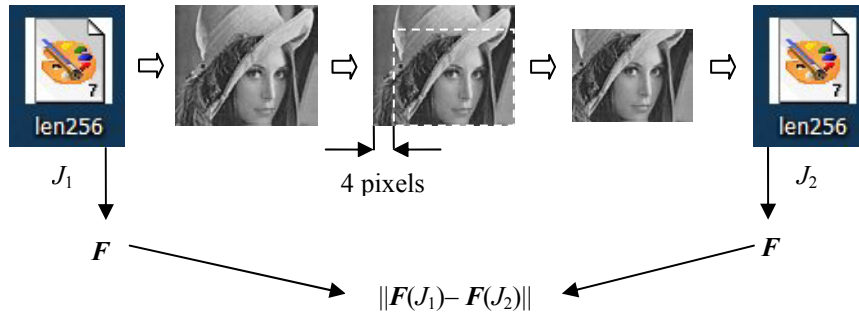 7
7
len256
len256
J₁
4 pixels
J₂
F
F
||F(J₁)– F(J₂)||